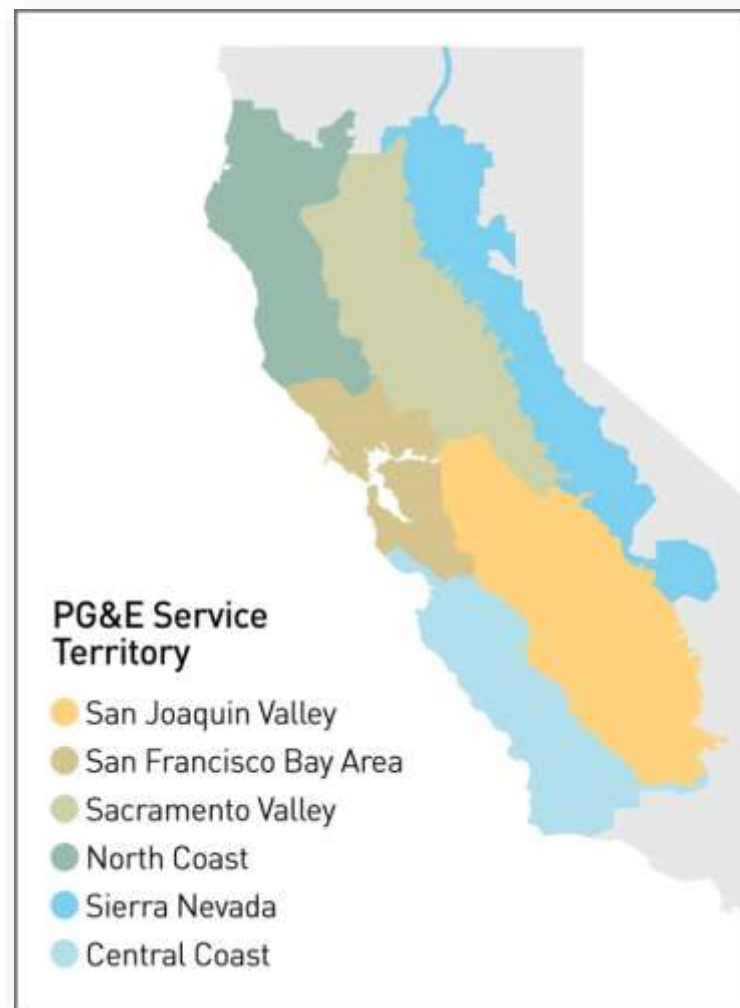 PG&E Service
Territory
San Joaquin Valley
San Francisco Bay Area
Sacramento Valley
North Coast
Sierra Nevada
Central Coast